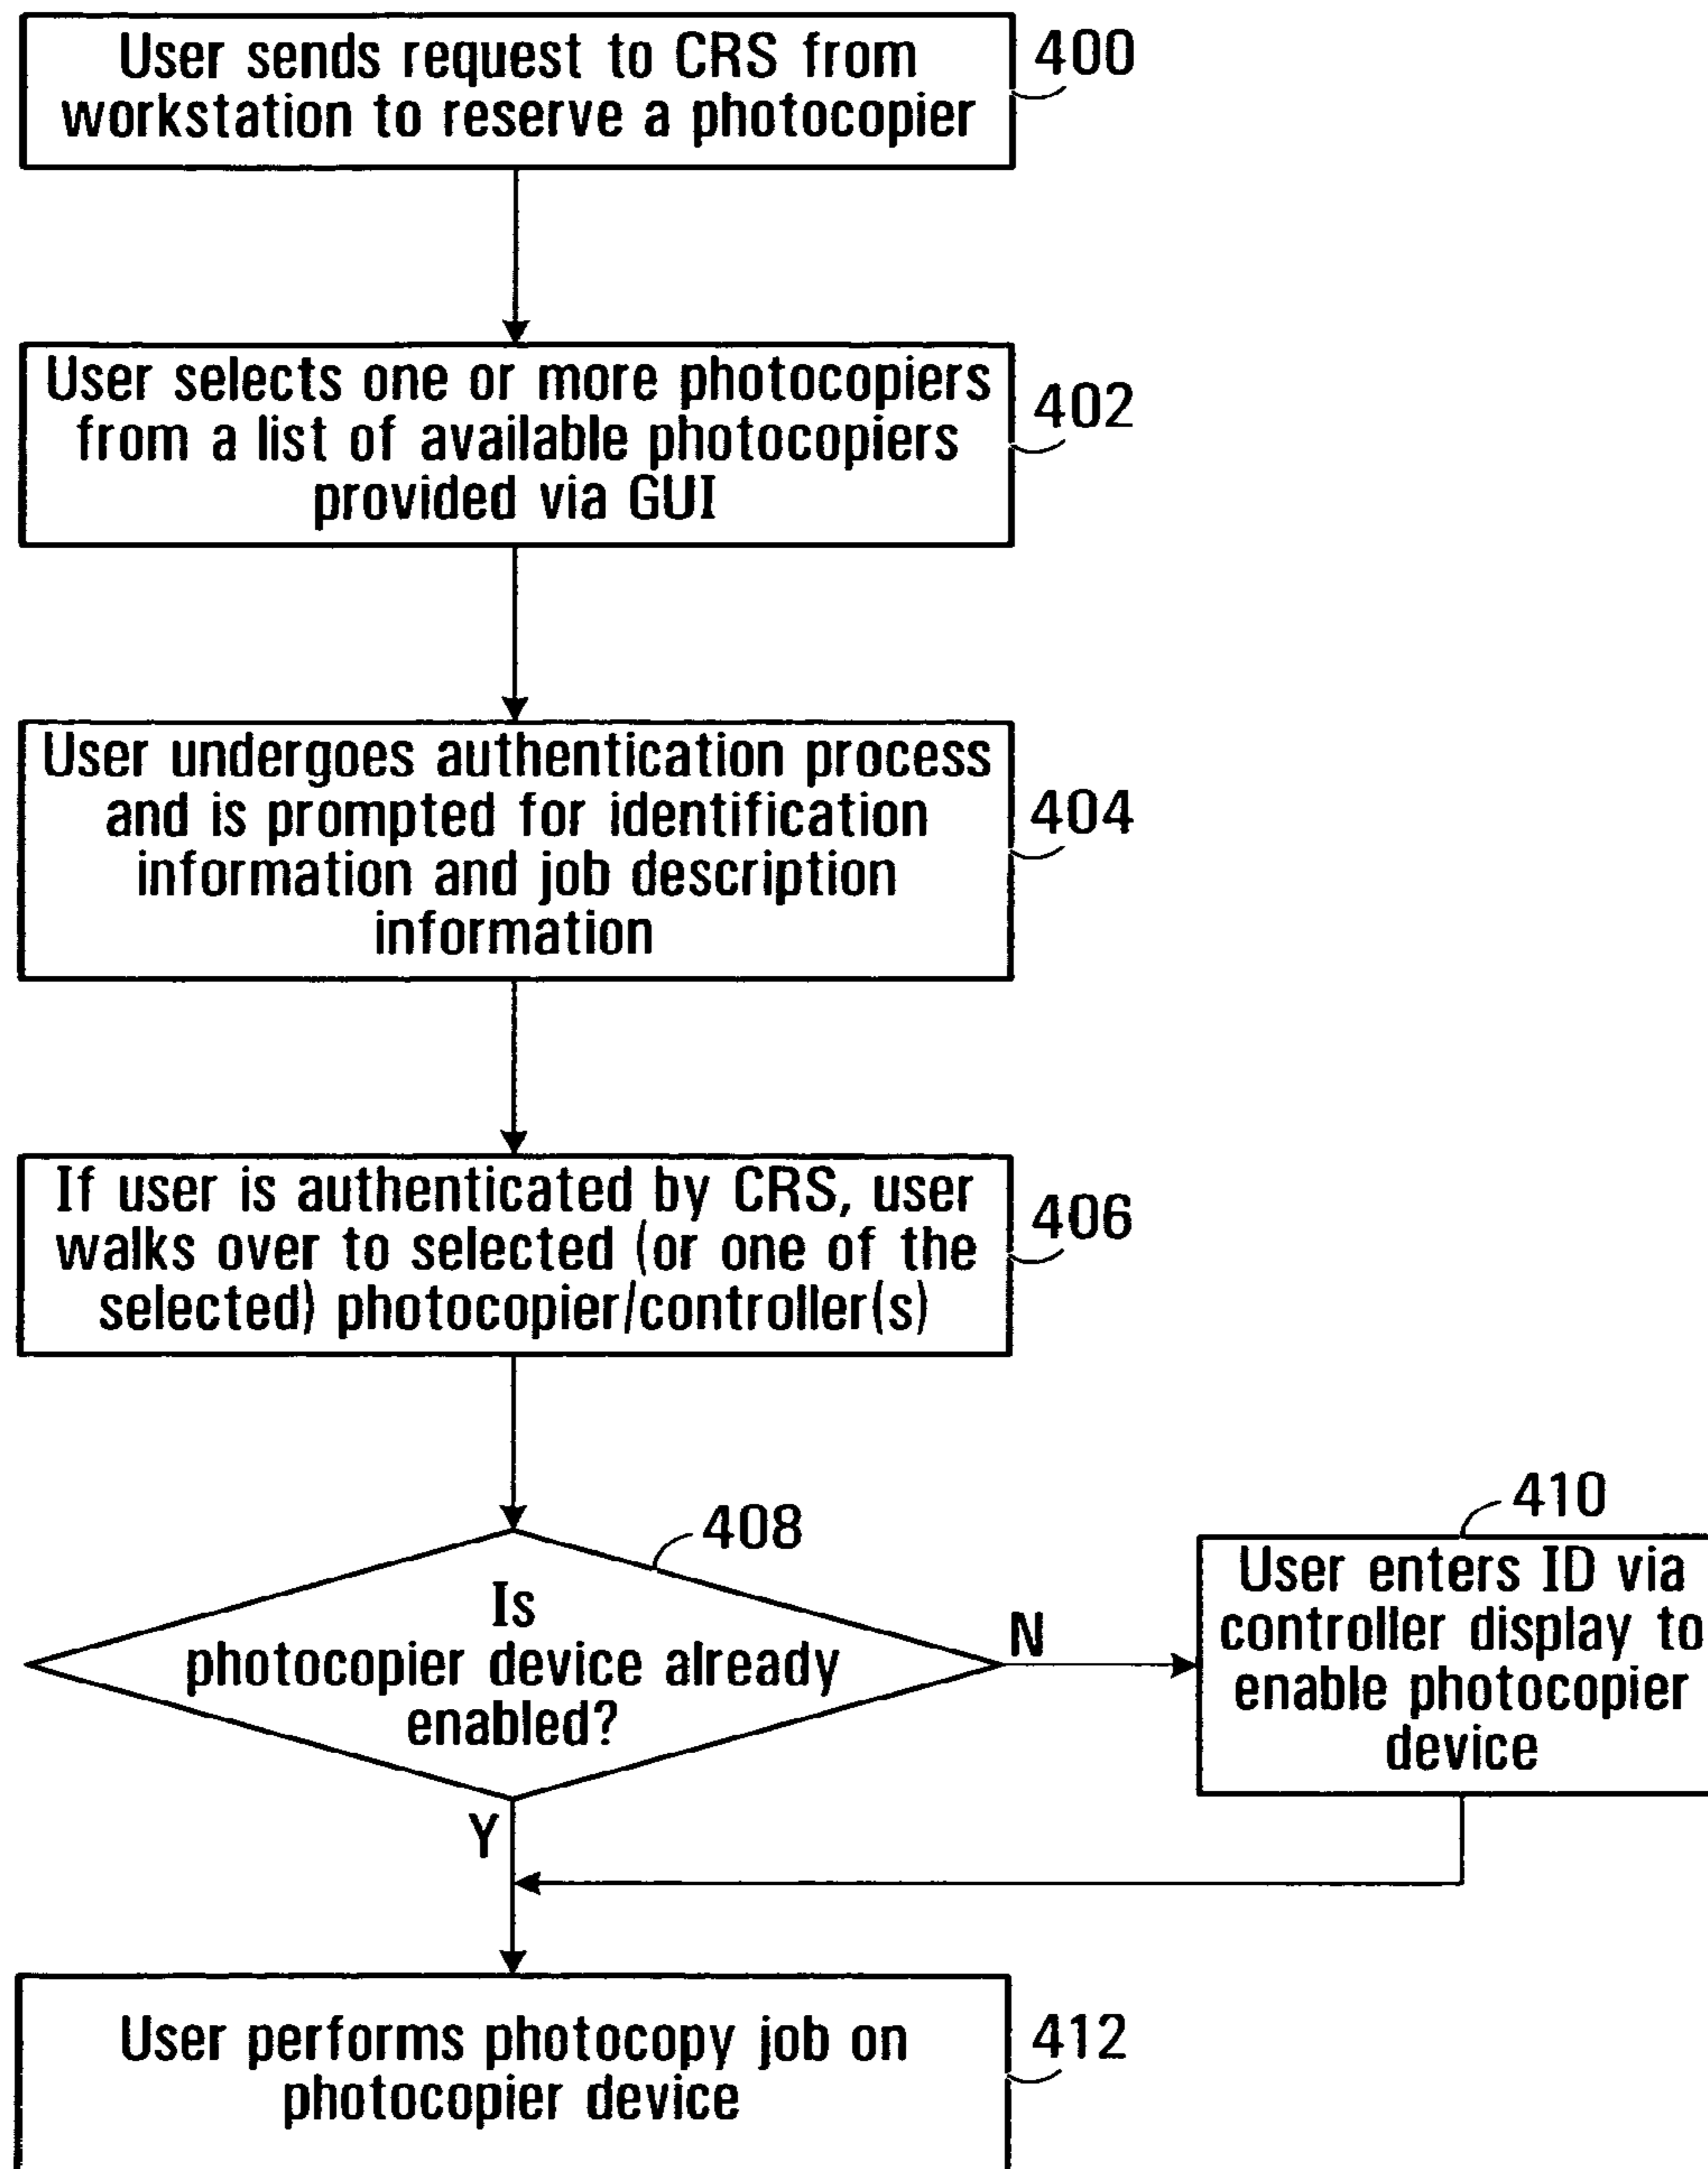 User sends request to CRS from
workstation to reserve a photocopier
400
User selects one or more photocopiers
from a list of available photocopiers
provided via GUI
402
User undergoes authentication process
and is prompted for identification
information and job description
information
404
If user is authenticated by CRS, user
walks over to selected (or one of the
selected) photocopier/controller(s)
406
408
Is
photocopier device already
enabled?
N
Y
410
User enters ID via
controller display to
enable photocopier
device
User performs photocopy job on
photocopier device
412